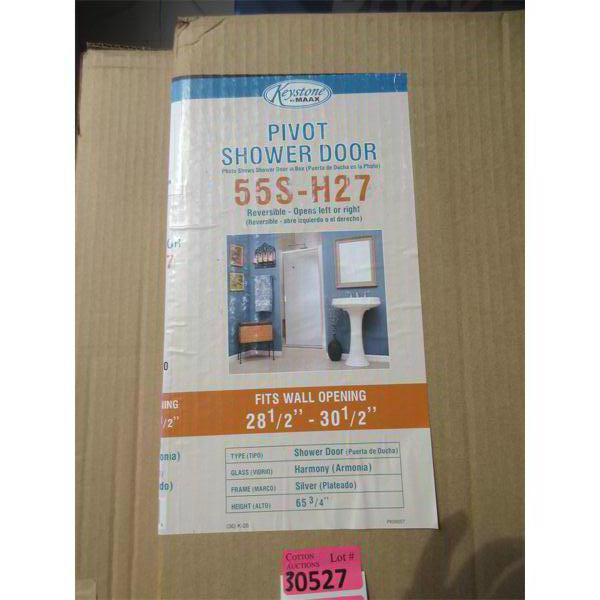 Keystone
BY MAAX
PIVOT
SHOWER DOOR
Photo Shows Shower Door in Box (Puerta de Ducha en la Photo)
55S-H27
Reversible - Opens left or right
(Reversible - abre izquierdo o el derecho)
FITS WALL OPENING
28 1/2" - 30 1/2"
TYPE (TIPO) Shower Door (Puerta de Ducha)
GLASS (VIDRIO) Harmony (Armonia)
FRAME (MARCO) Silver (Plateado)
HEIGHT (ALTO) 65 3/4"
COTTON
AUCTIONS
Lot #
30527